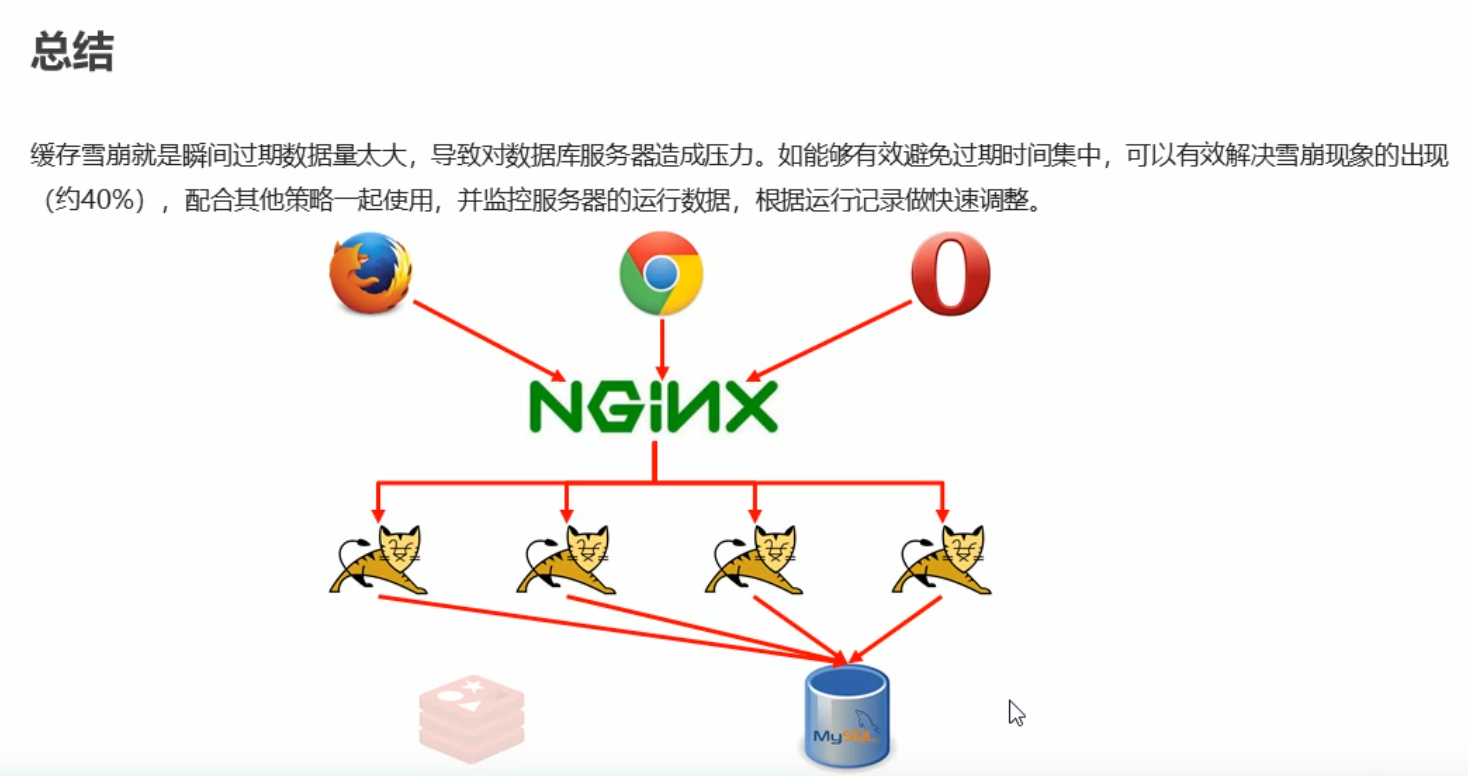 总结
缓存雪崩就是瞬间过期数据量太大，导致对数据库服务器造成压力。如能够有效避免过期时间集中，可以有效解决雪崩现象的出现
（约40%），配合其他策略一起使用，并监控服务器的运行数据，根据运行记录做快速调整。
NGiNX
MySQL